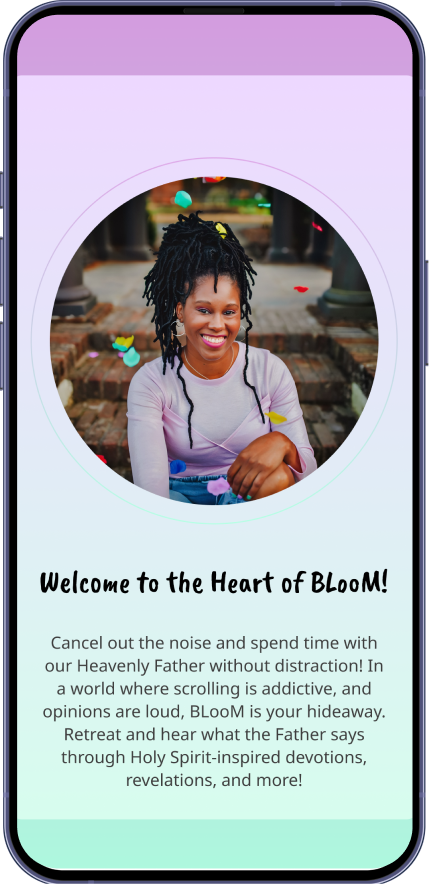 Welcome to the Heart of BLooM!
Cancel out the noise and spend time with
our Heavenly Father without distraction! In
a world where scrolling is addictive, and
opinions are loud, BLooM is your hideaway.
Retreat and hear what the Father says
through Holy Spirit-inspired devotions,
revelations, and more!